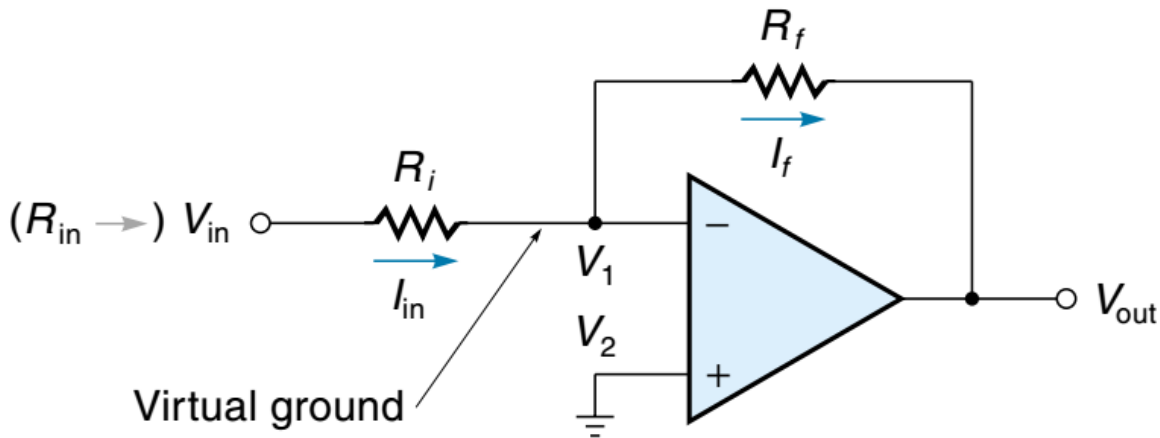 R_f
I_f
R_i
(R_in → ) V_in
I_in
−
V_1
V_2
+
V_out
Virtual ground